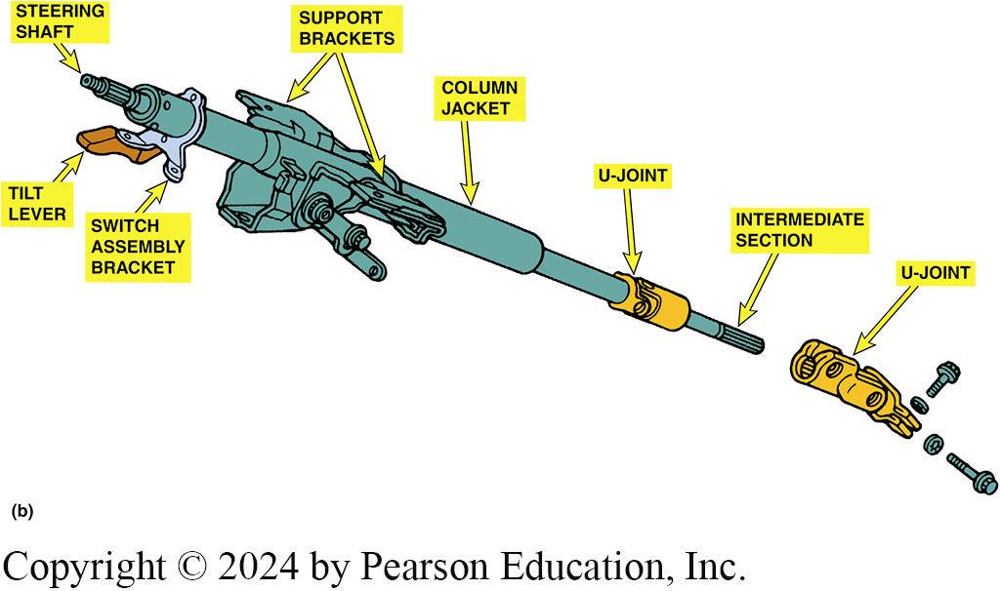 STEERING
SHAFT
SUPPORT
BRACKETS
COLUMN
JACKET
U-JOINT
TILT
LEVER
SWITCH
ASSEMBLY
BRACKET
INTERMEDIATE
SECTION
U-JOINT
(b)
Copyright © 2024 by Pearson Education, Inc.